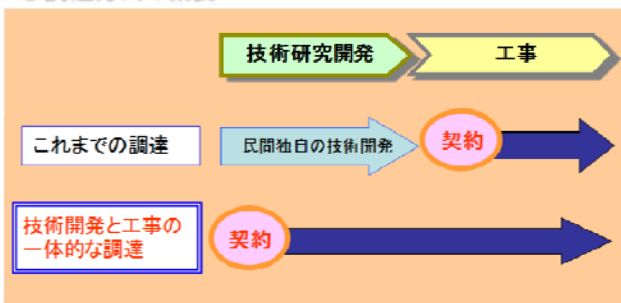 技術研究開発
工事
これまでの調達
民間独自の技術開発
契約
技術開発と工事の
一体的な調達
契約